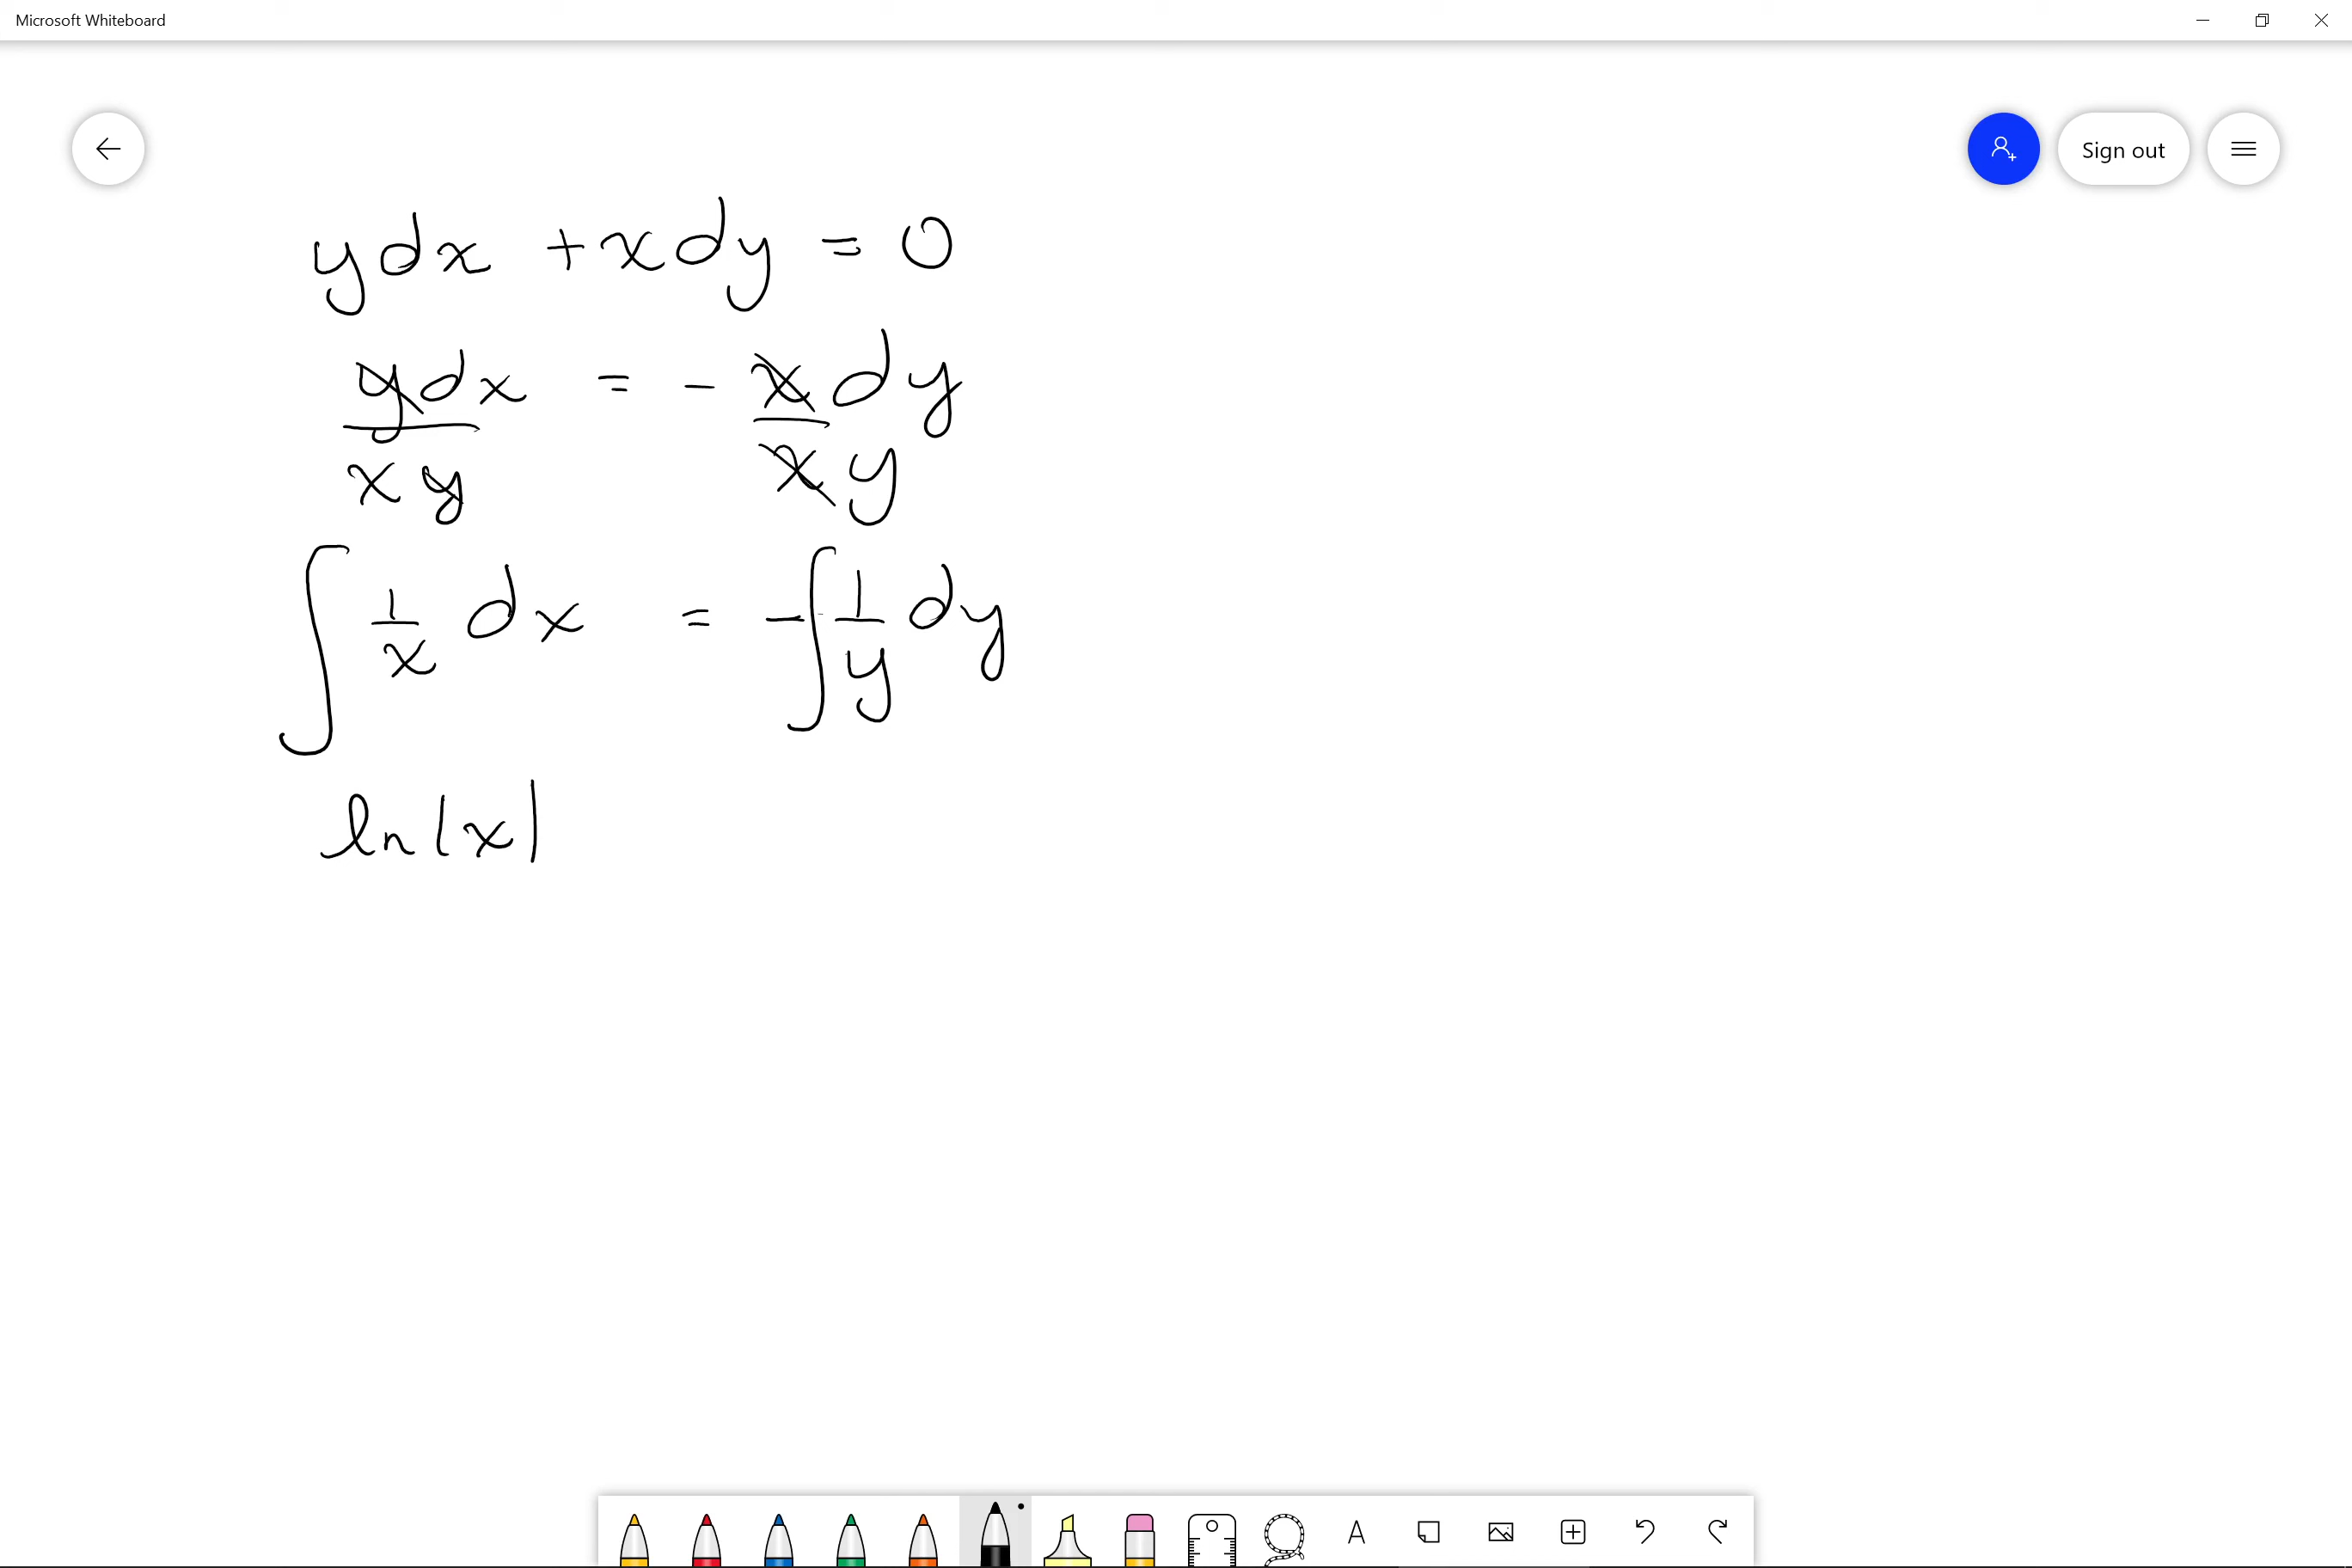 Microsoft Whiteboard
Sign out
ydx + xdy = 0
ydx/xy = - xdy/xy
∫ 1/x dx = -∫ 1/y dy
ln|x|
A